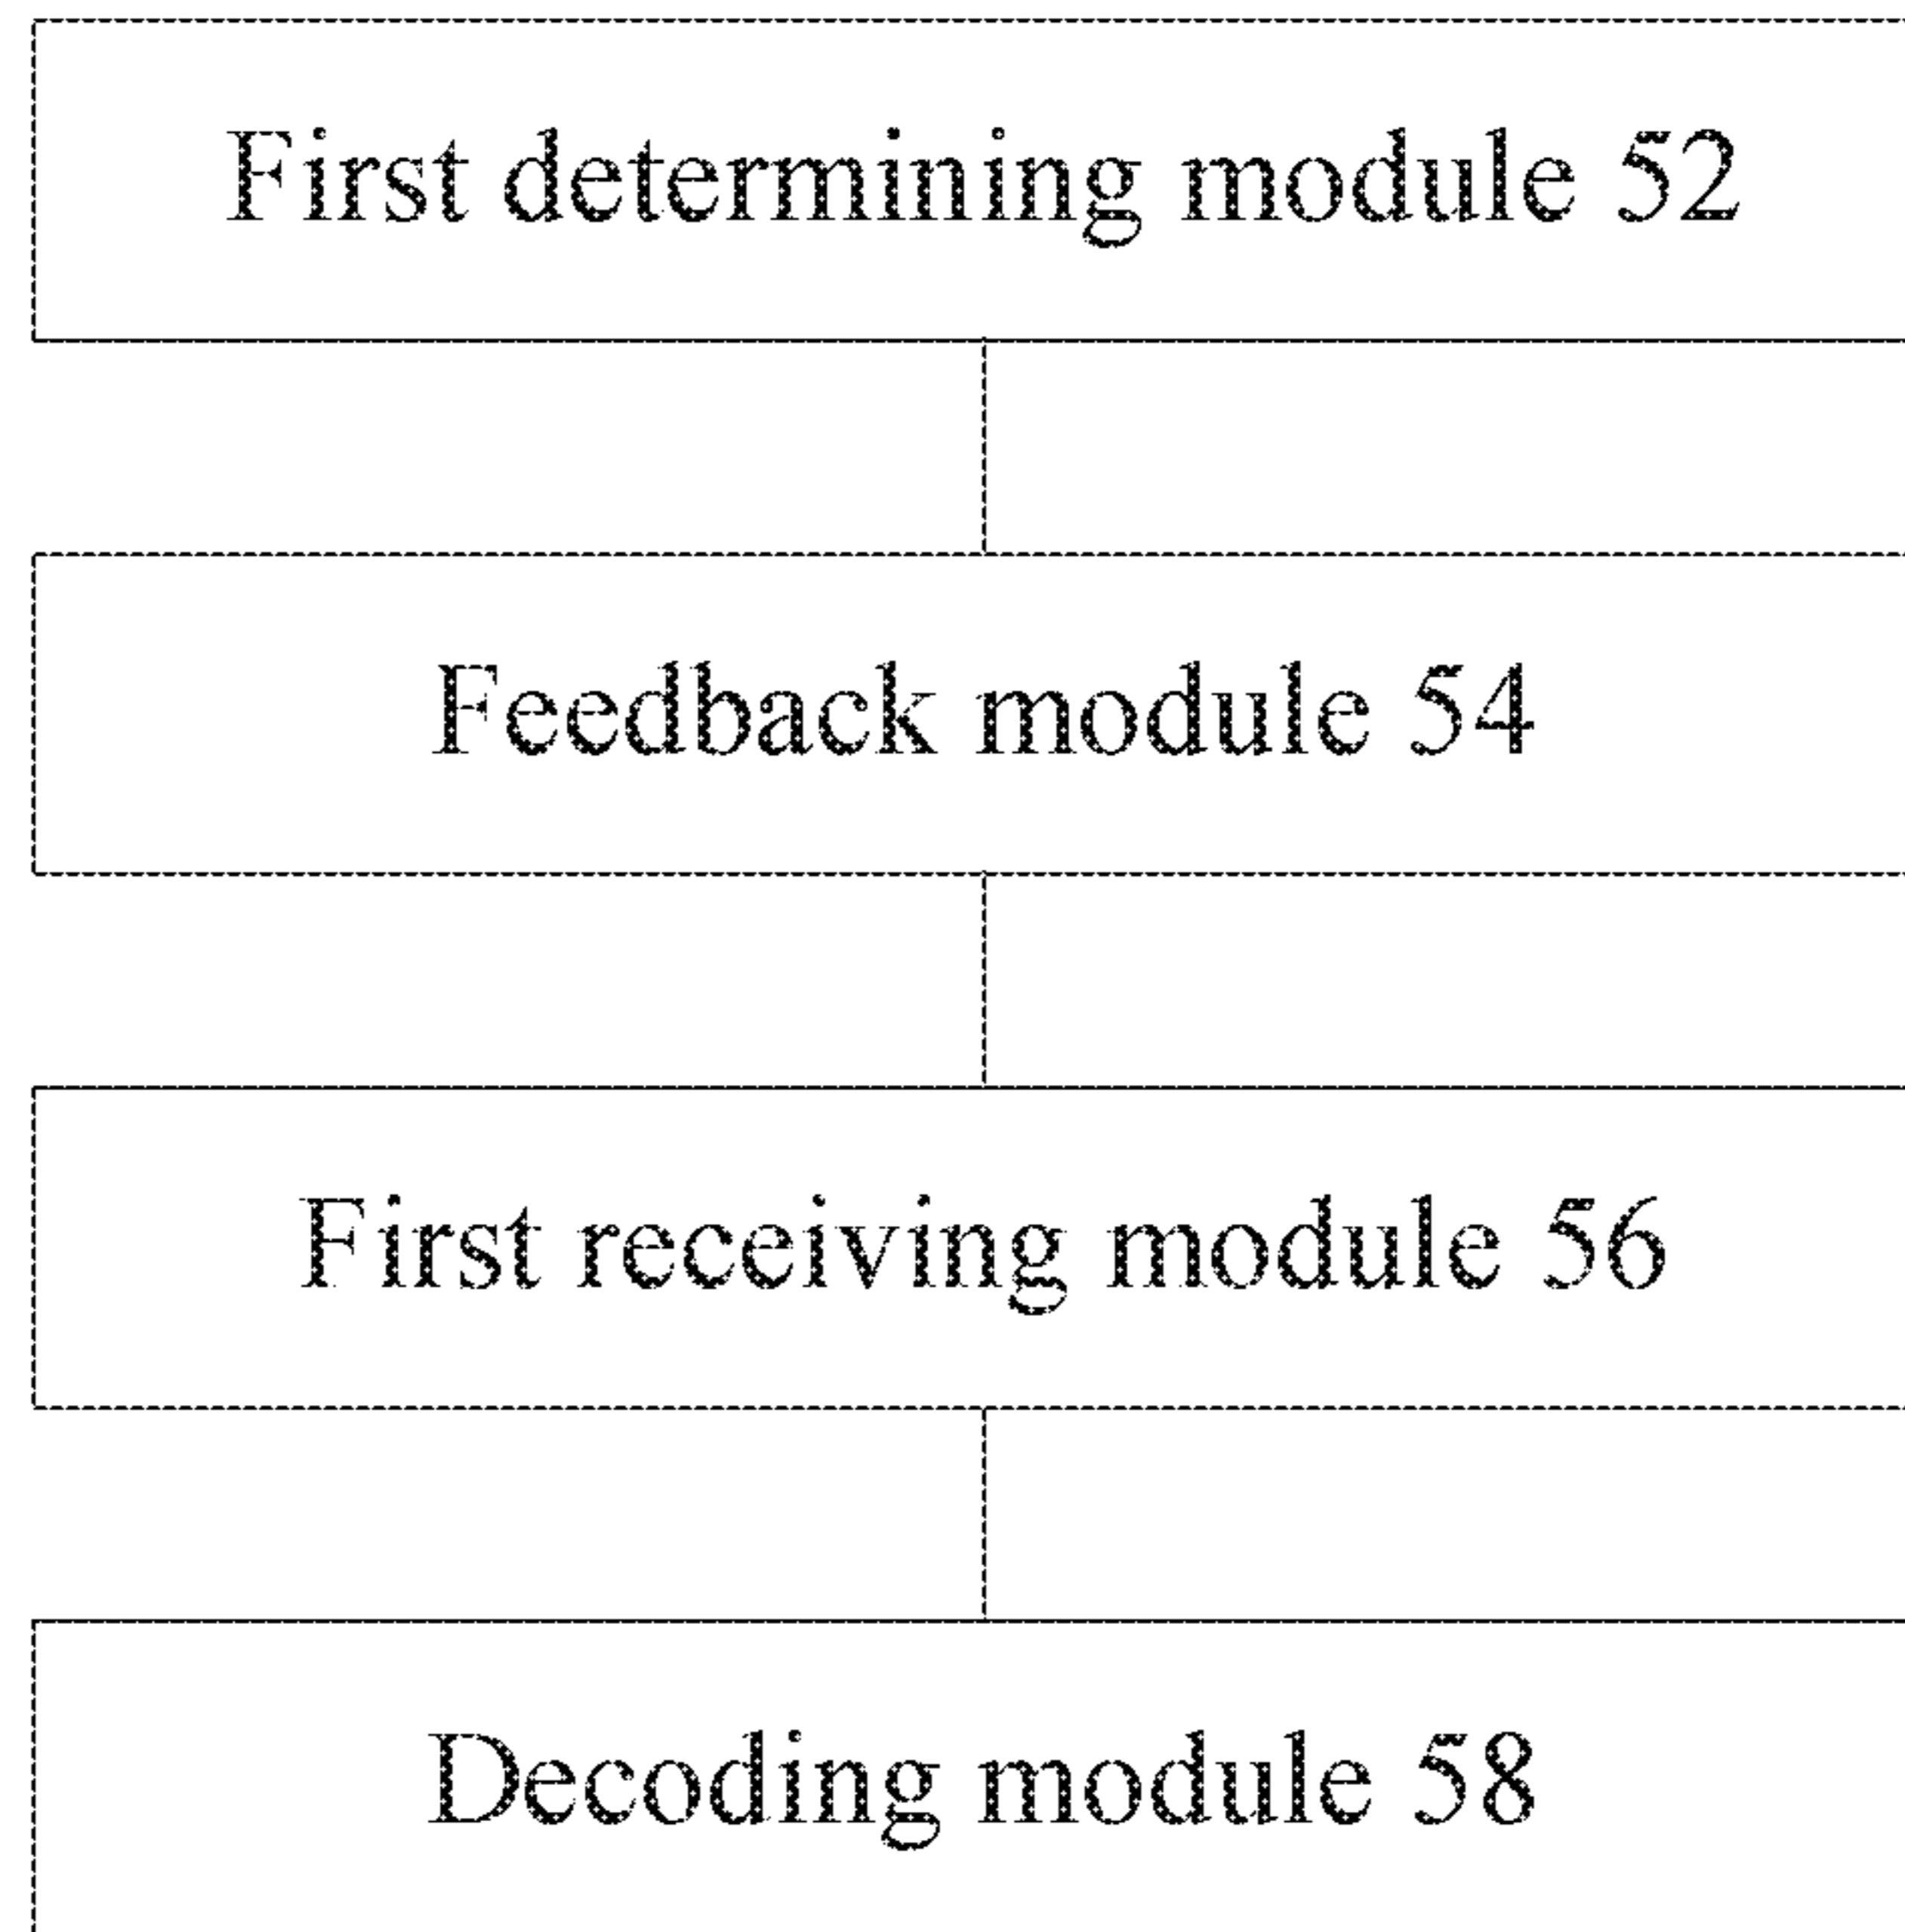 First determining module 52
Feedback module 54
First receiving module 56
Decoding module 58